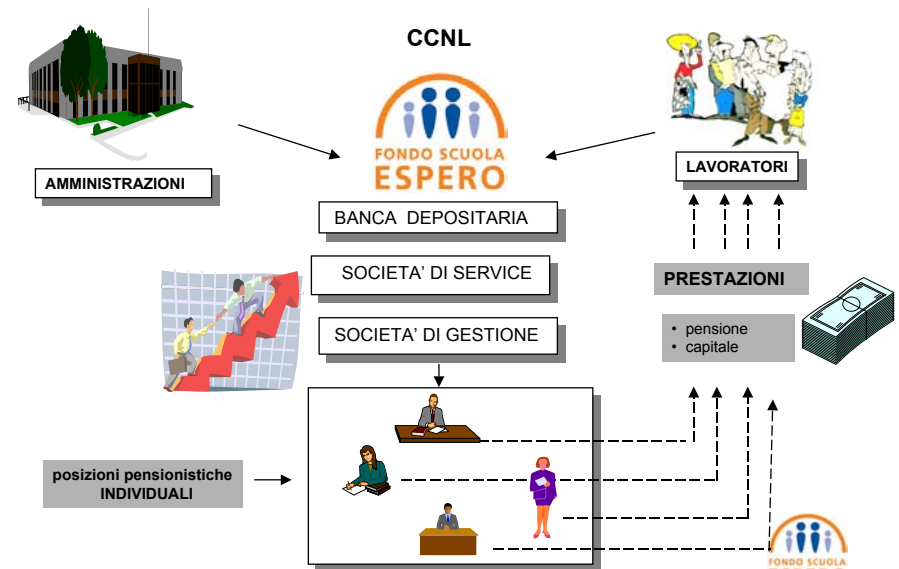 CCNL
FONDO SCUOLA
ESPERO
AMMINISTRAZIONI
LAVORATORI
BANCA DEPOSITARIA
SOCIETA' DI SERVICE
SOCIETA' DI GESTIONE
PRESTAZIONI
• pensione
• capitale
posizioni pensionistiche
INDIVIDUALI
FONDO SCUOLA